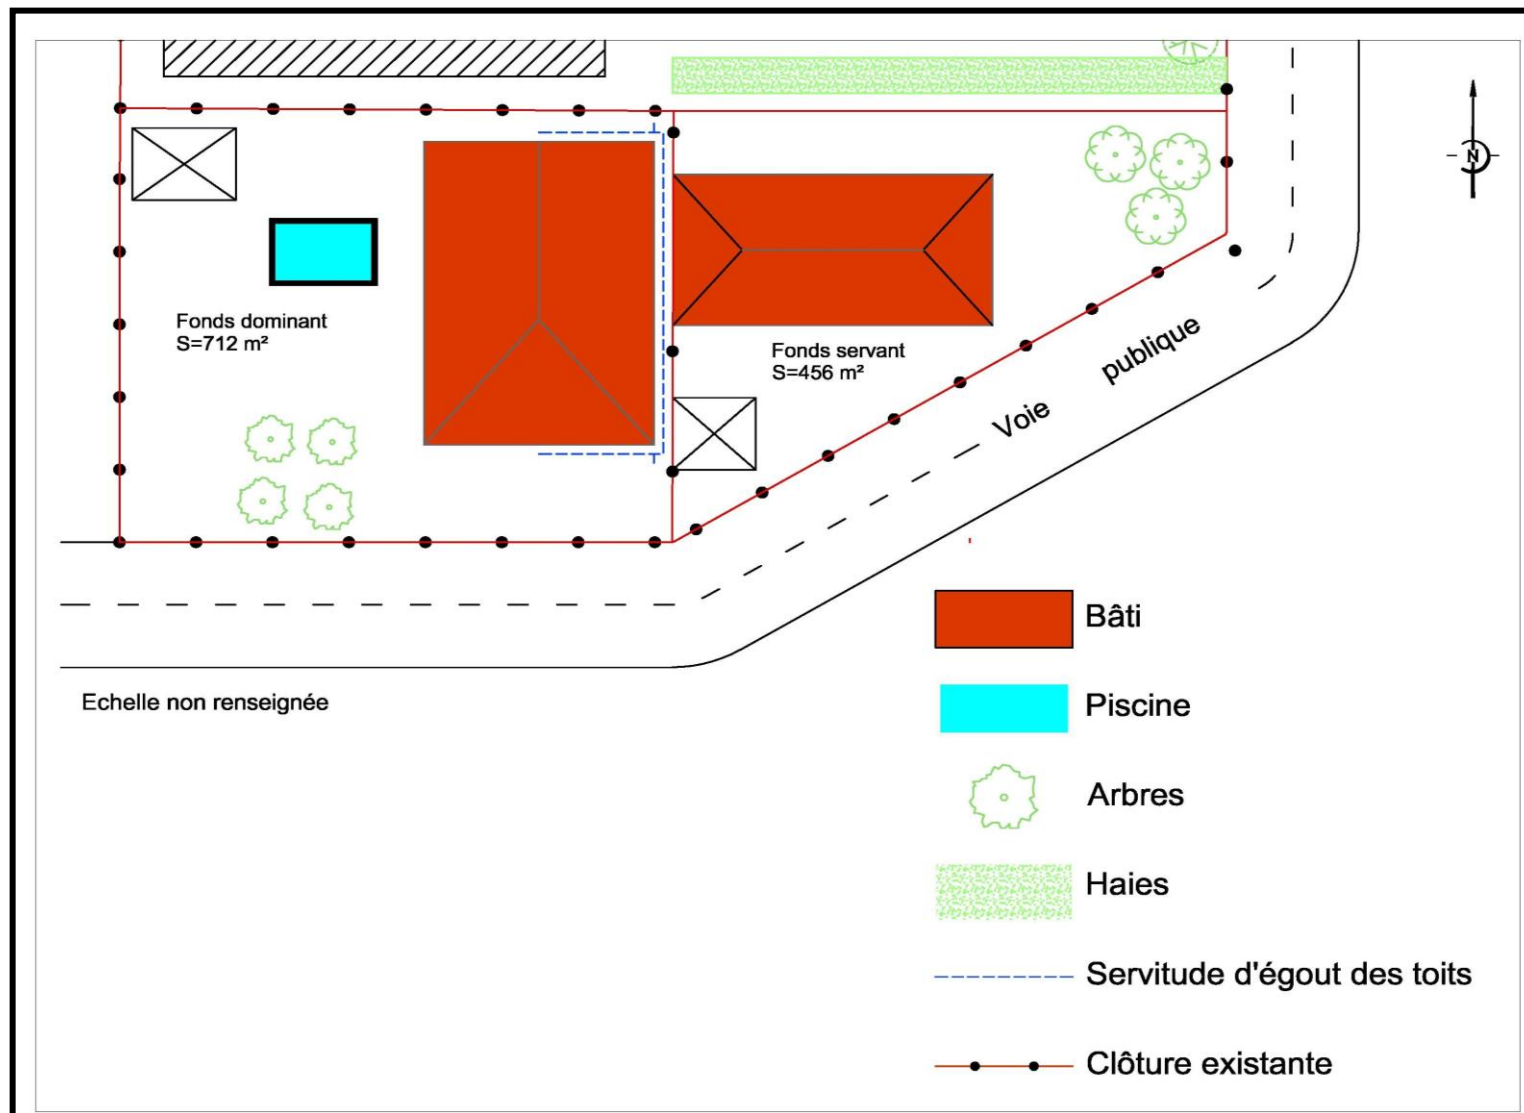 N
Fonds dominant
S=712 m²
Fonds servant
S=456 m²
Voie publique
Echelle non renseignée
Bâti
Piscine
Arbres
Haies
Servitude d'égout des toits
Clôture existante